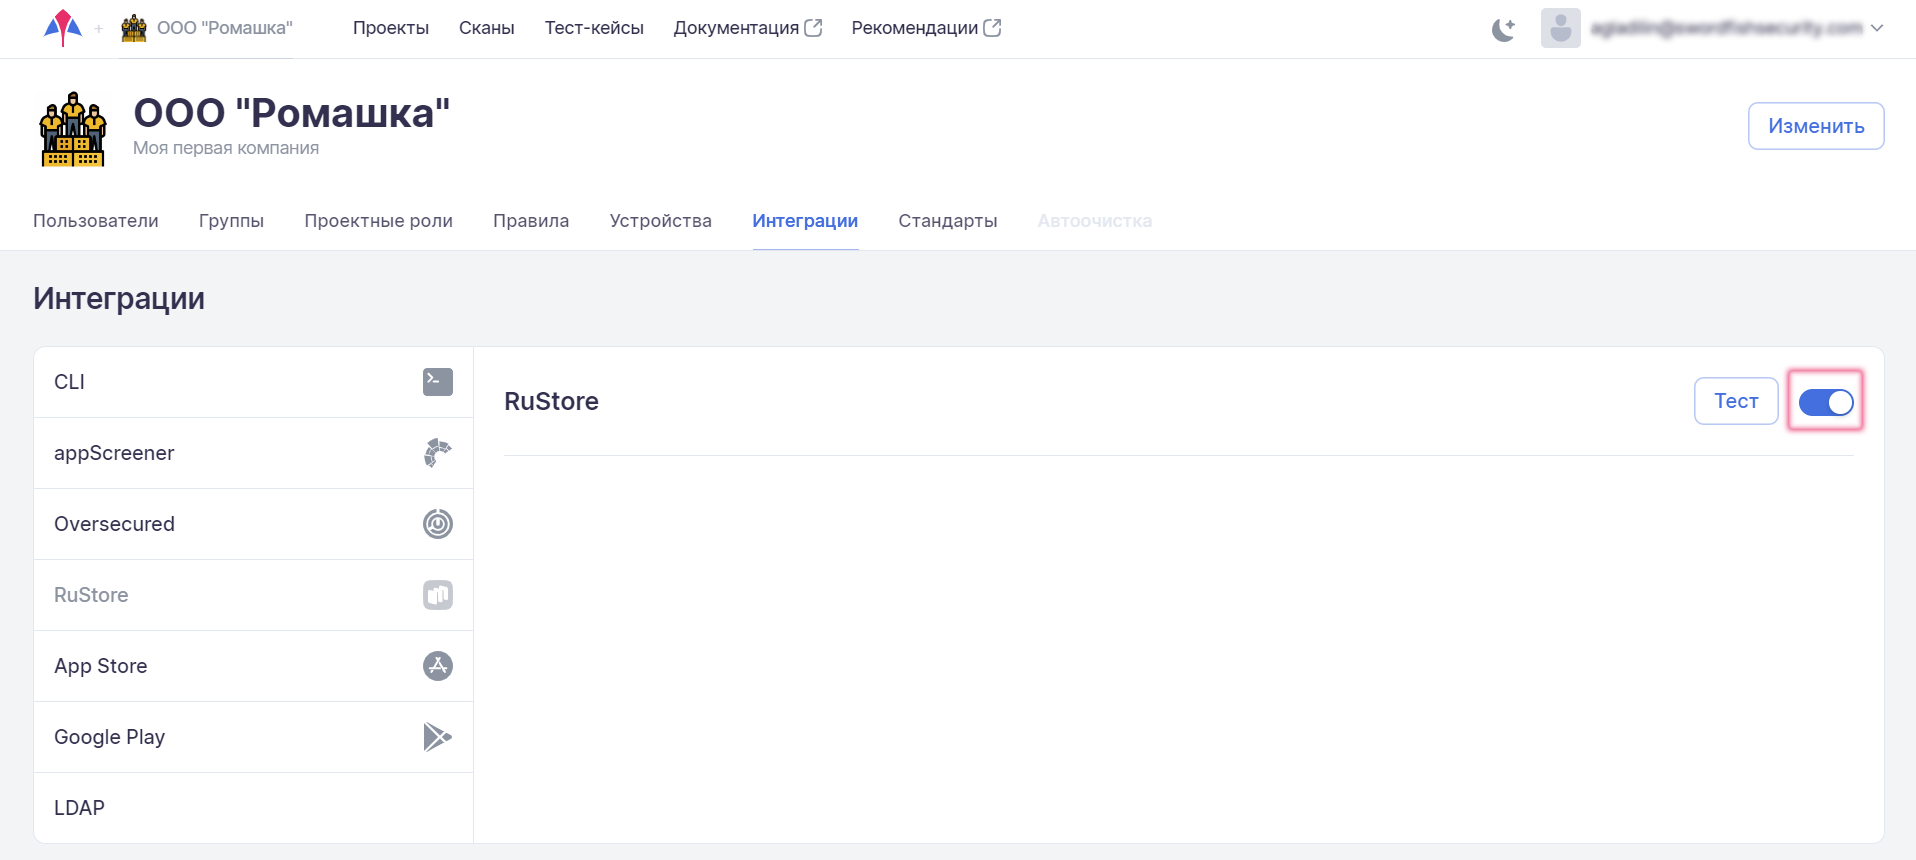 ООО "Ромашка" Проекты Сканы Тест-кейсы Документация Рекомендации
ООО "Ромашка"
Моя первая компания
Изменить
Пользователи Группы Проектные роли Правила Устройства Интеграции Стандарты Автоочистка
Интеграции
CLI
appScreener
Oversecured
RuStore
App Store
Google Play
LDAP
RuStore
Тест